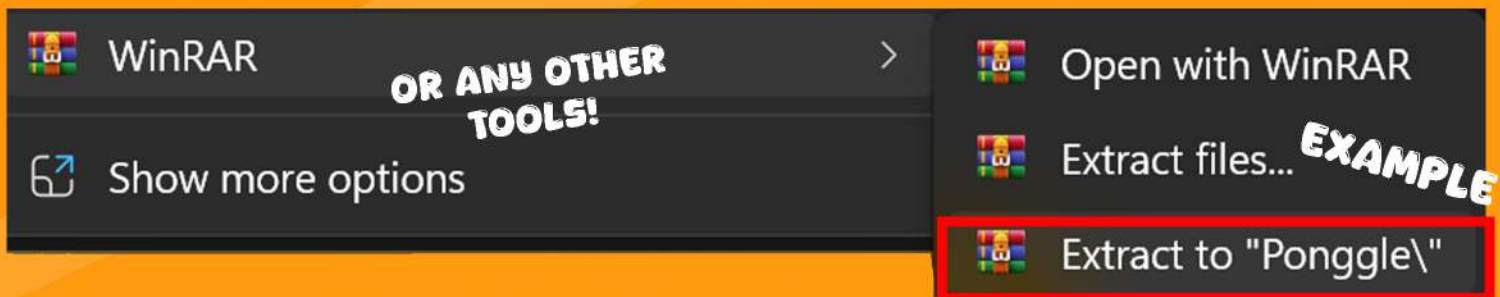 WinRAR
OR ANY OTHER
TOOLS!
Show more options
Open with WinRAR
Extract files...
EXAMPLE
Extract to "Ponggle\"